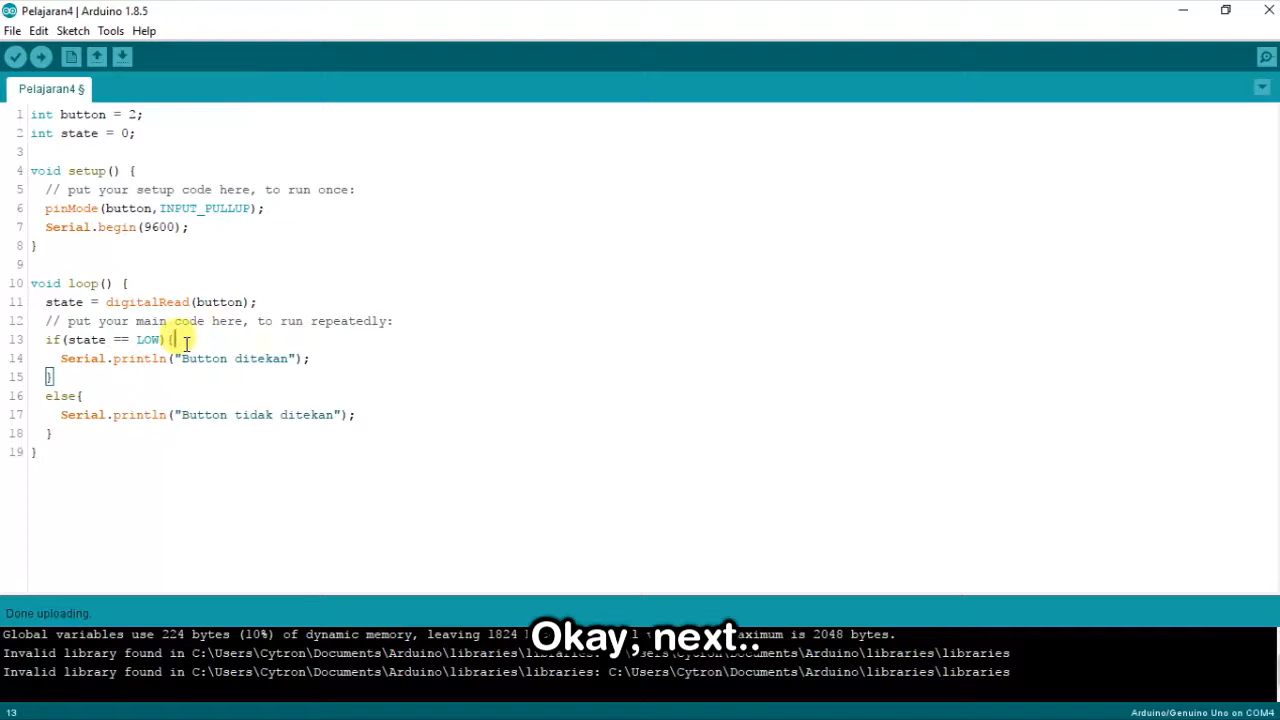 Pelajaran4 | Arduino 1.8.5
File Edit Sketch Tools Help
Pelajaran4 §
1 int button = 2;
2 int state = 0;
3
4 void setup() {
5 // put your setup code here, to run once:
6 pinMode(button,INPUT_PULLUP);
7 Serial.begin(9600);
8 }
9
10 void loop() {
11 state = digitalRead(button);
12 // put your main code here, to run repeatedly:
13 if(state == LOW){
14 Serial.println("Button ditekan");
15 }
16 else{
17 Serial.println("Button tidak ditekan");
18 }
19 }
Done uploading.
Global variables use 224 bytes (10%) of dynamic memory, leaving 1824 maximum is 2048 bytes.
Okay, next..
Invalid library found in C:\Users\Cytron\Documents\Arduino\libraries\libraries: C:\Users\Cytron\Documents\Arduino\libraries\libraries
Invalid library found in C:\Users\Cytron\Documents\Arduino\libraries\libraries: C:\Users\Cytron\Documents\Arduino\libraries\libraries
13 Arduino/Genuino Uno on COM4